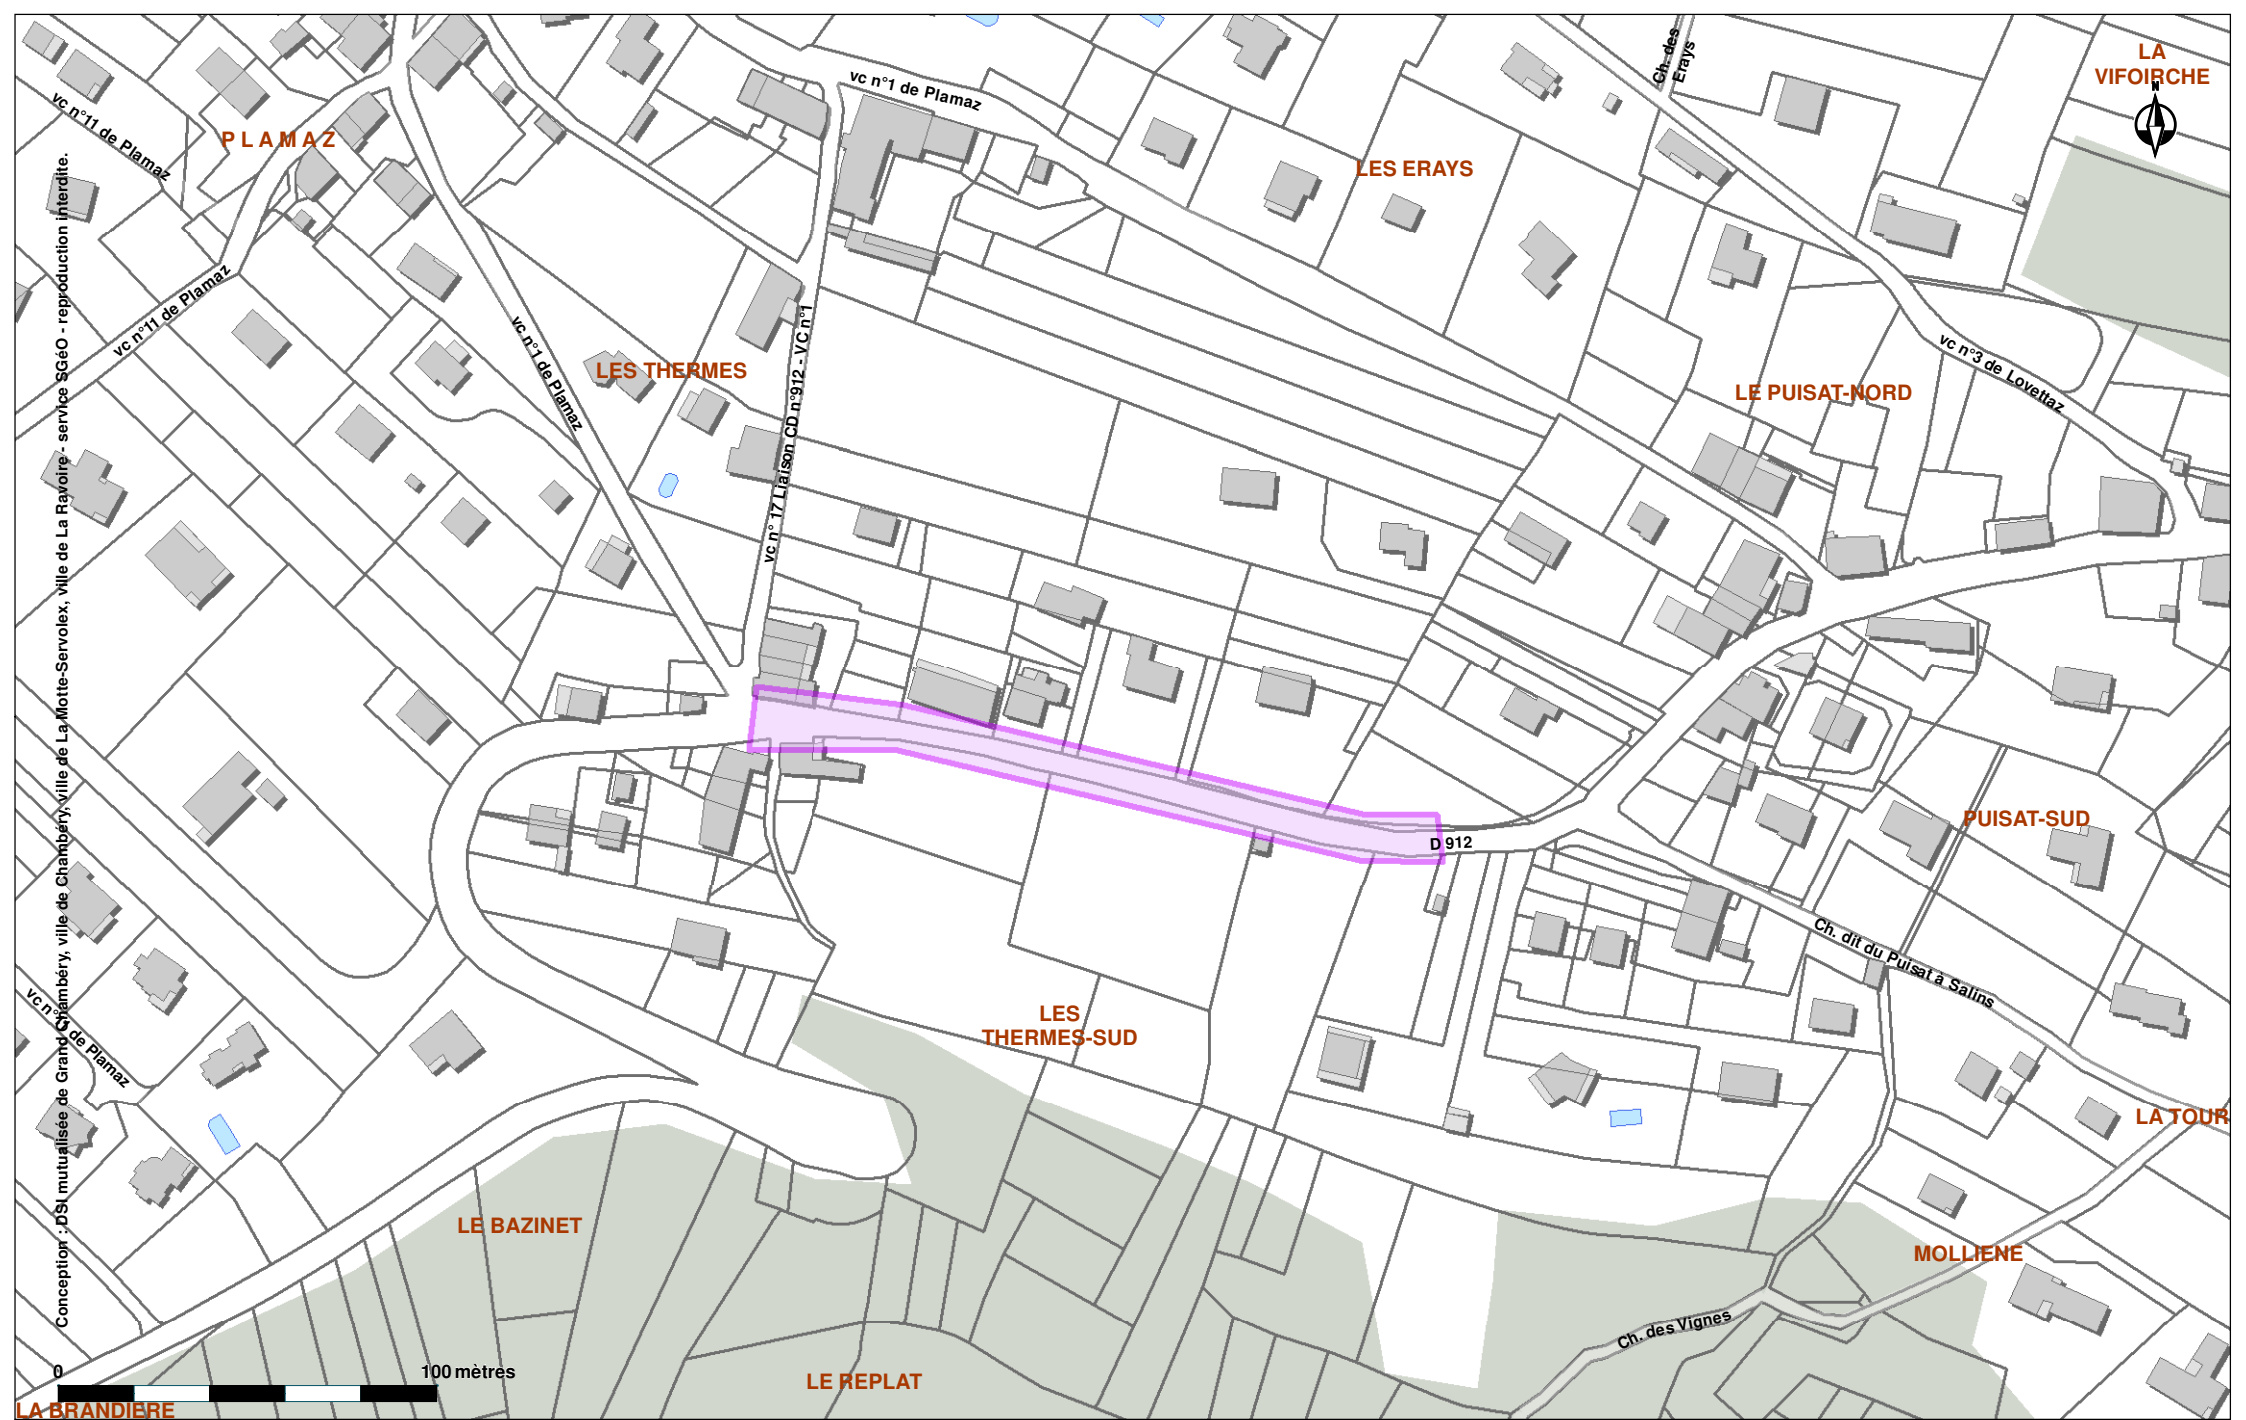 LA
VIFOIRCHE
N
Ch. des
Erays
vc n°1 de Plamaz
vc n°11 de Plamaz
PLAMAZ
LES ERAYS
vc n°11 de Plamaz
vc n°1 de Plamaz
LES THERMES
vc n° 17 Liaison CD n°912 - VC n°1
LE PUISAT-NORD
vc n°3 de Lovettaz
Conception : DSI mutualisée de Grand Chambéry, ville de Chambéry, ville de La Motte-Servolex, ville de La Ravoire - service SGéO - reproduction interdite.
PUISAT-SUD
D 912
Ch. dit du Puisat à Salins
LES
THERMES-SUD
de Plamaz
LA TOUR
LE BAZINET
MOLLIENE
Ch. des Vignes
LE REPLAT
0
100 mètres
LA BRANDIERE